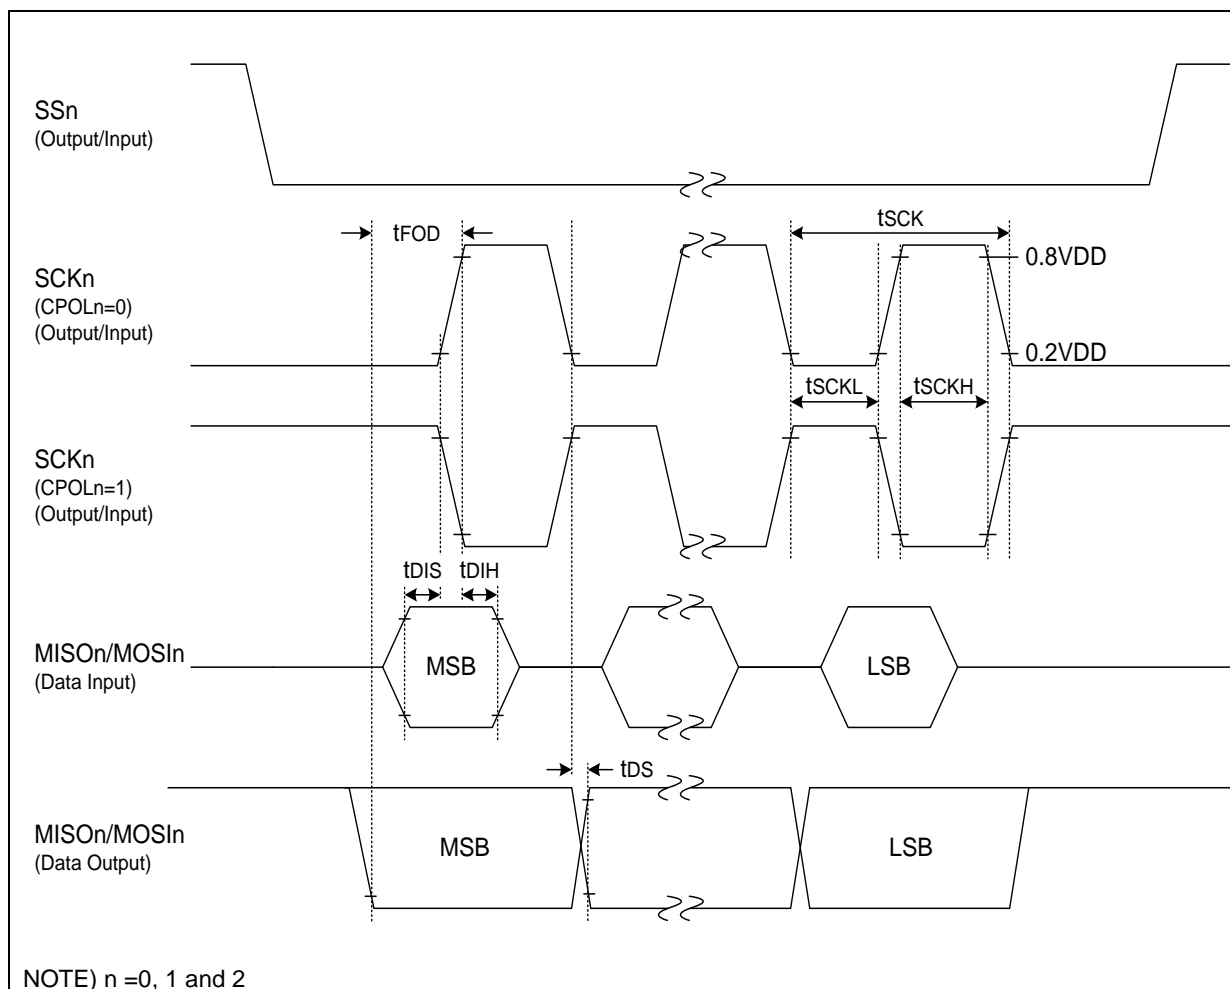 SSn
(Output/Input)
tFOD
tSCK
SCKn
(CPOLn=0)
(Output/Input)
0.8VDD
0.2VDD
tSCKL
tSCKH
SCKn
(CPOLn=1)
(Output/Input)
tDIS
tDIH
MISOn/MOSIn
(Data Input)
MSB
LSB
tDS
MISOn/MOSIn
(Data Output)
MSB
LSB
NOTE) n =0, 1 and 2